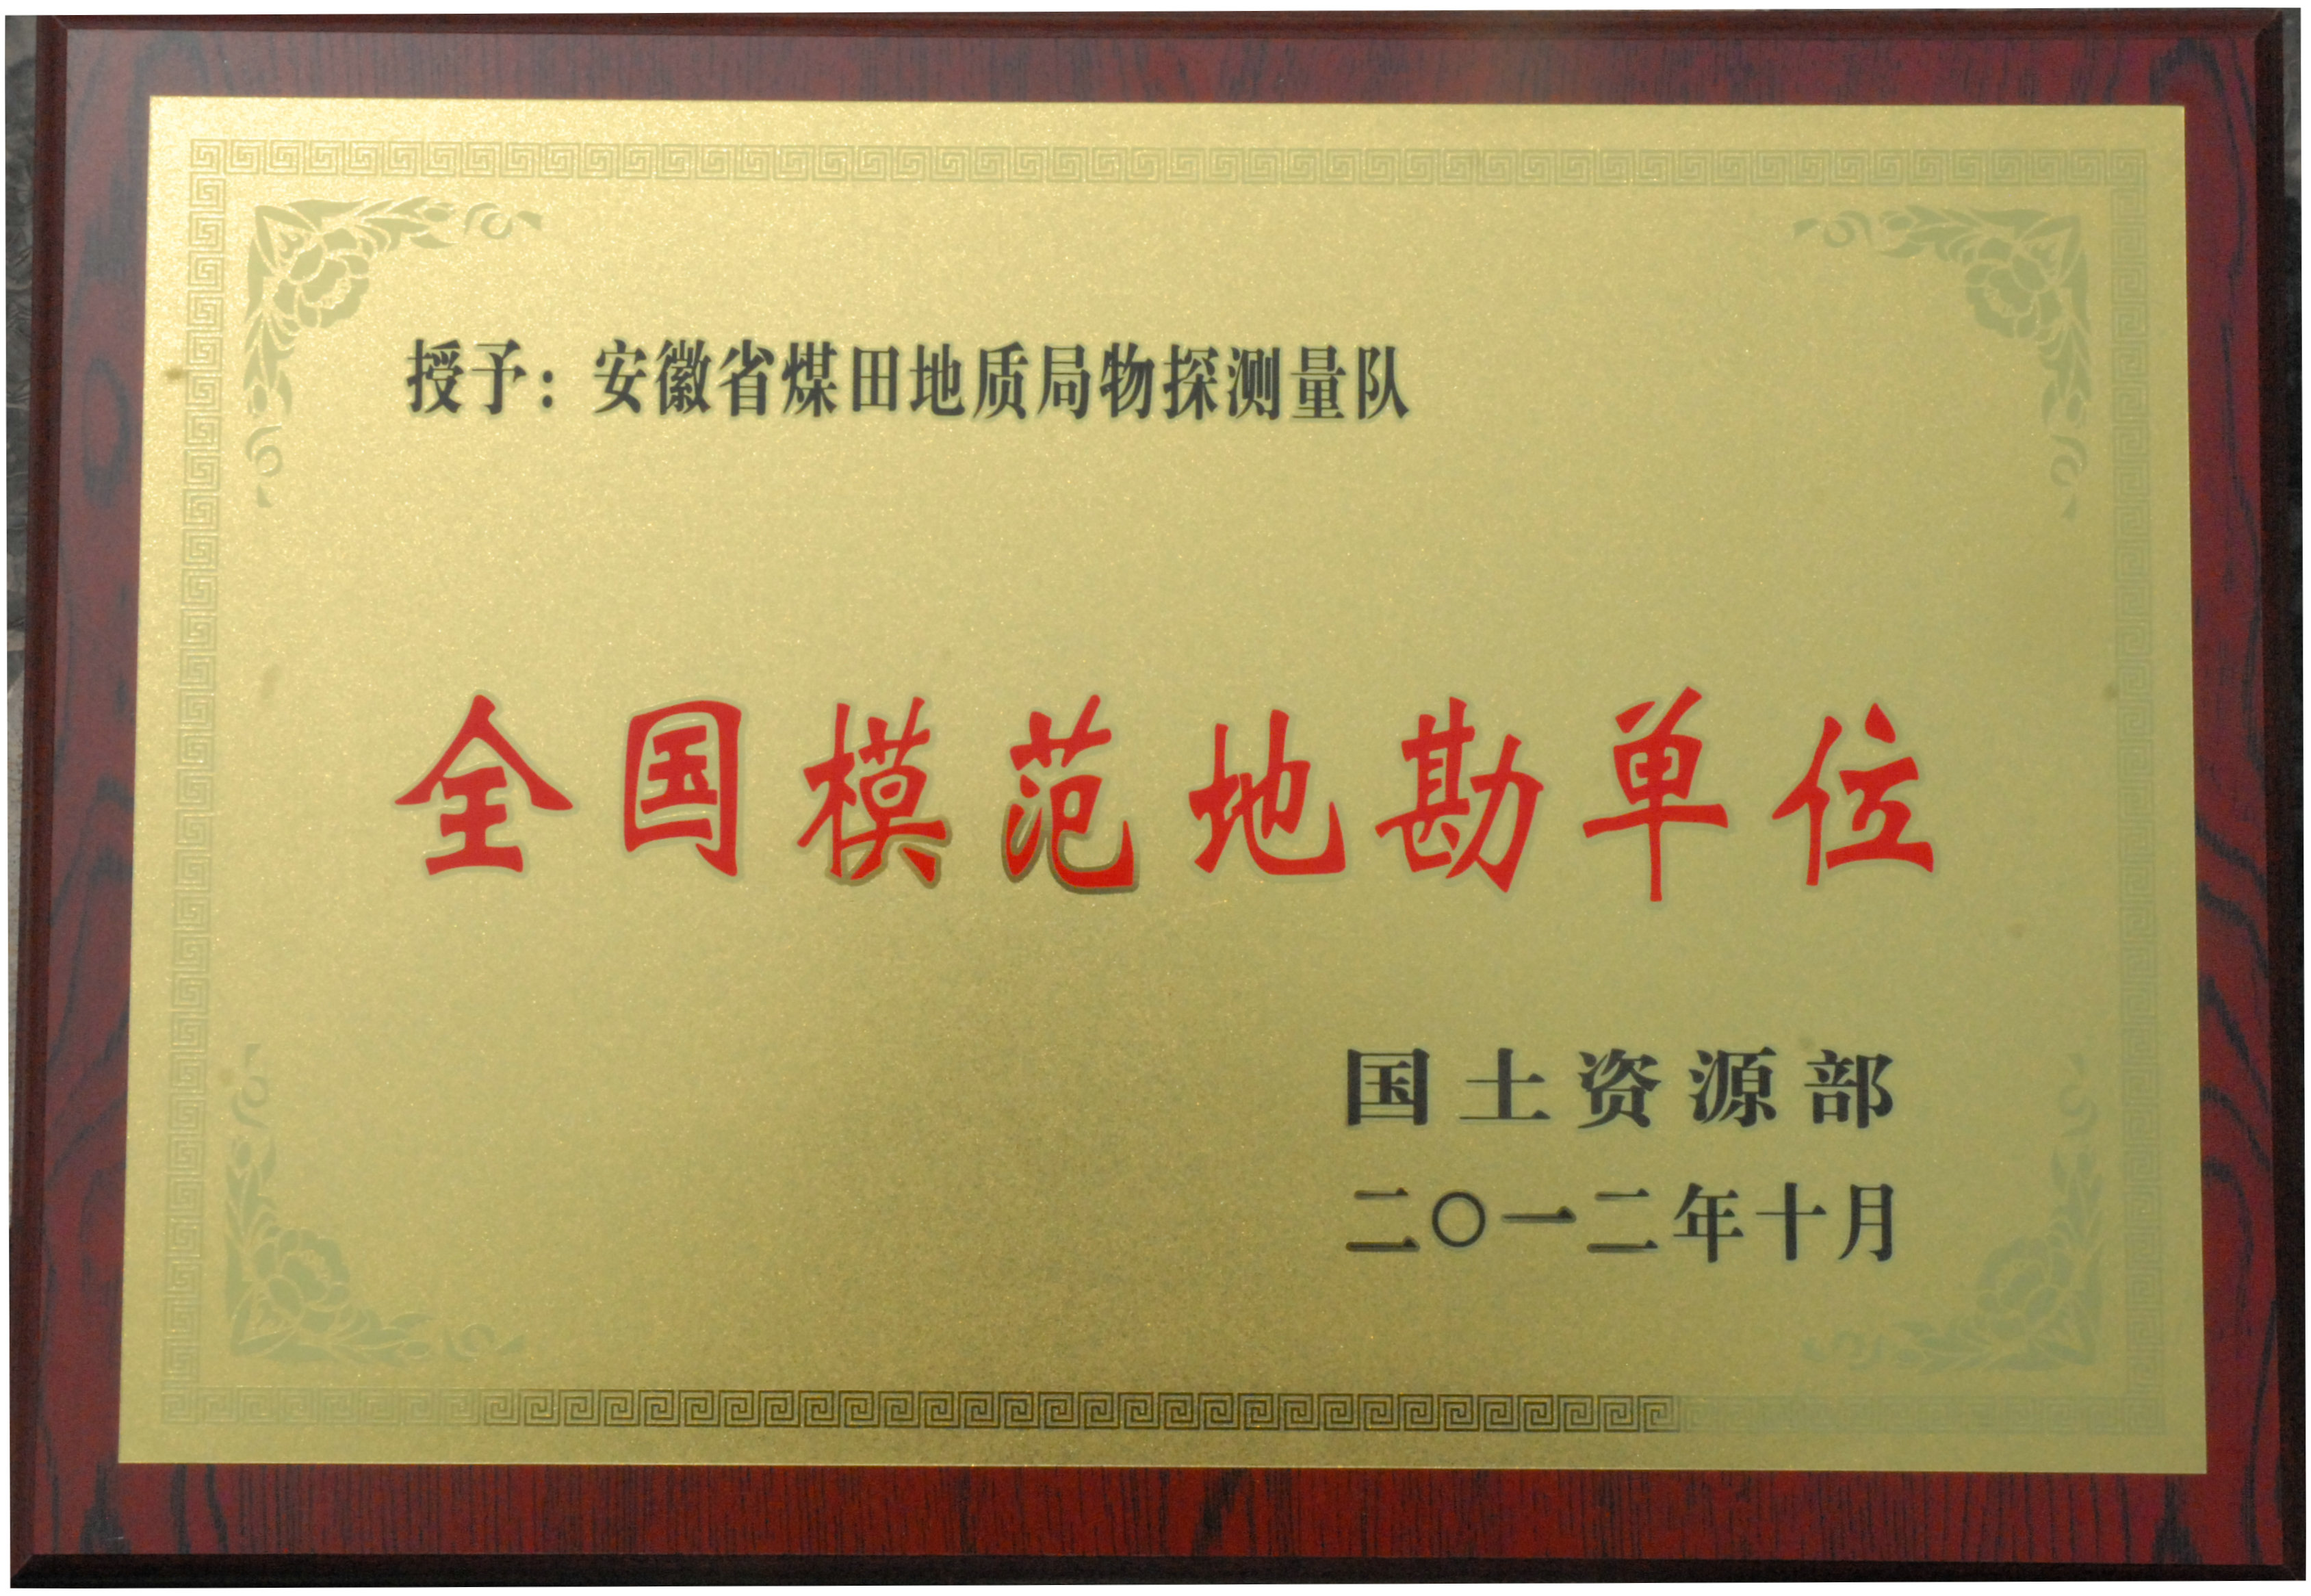 授予：安徽省煤田地质局物探测量队
全国模范地勘单位
国土资源部
二〇一二年十月